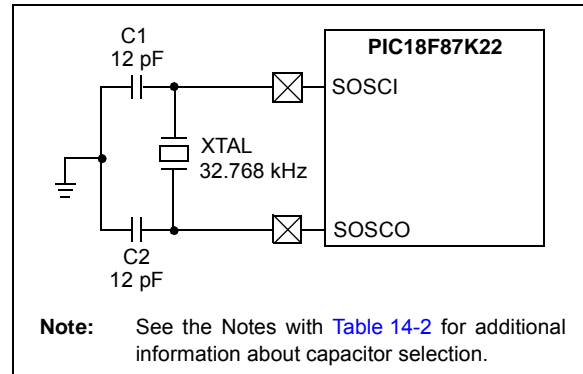 C1
12 pF
PIC18F87K22
SOSCI
XTAL
32.768 kHz
SOSCO
C2
12 pF
Note: See the Notes with Table 14-2 for additional
information about capacitor selection.